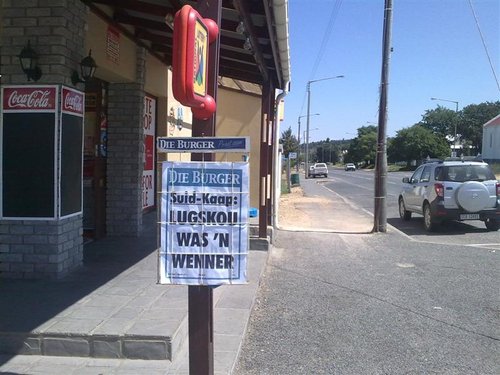 Coca-Cola
Coca-Cola
DIE BURGER
DIE BURGER
Suid-Kaap:
LUGSKOU
WAS 'N
WENNER